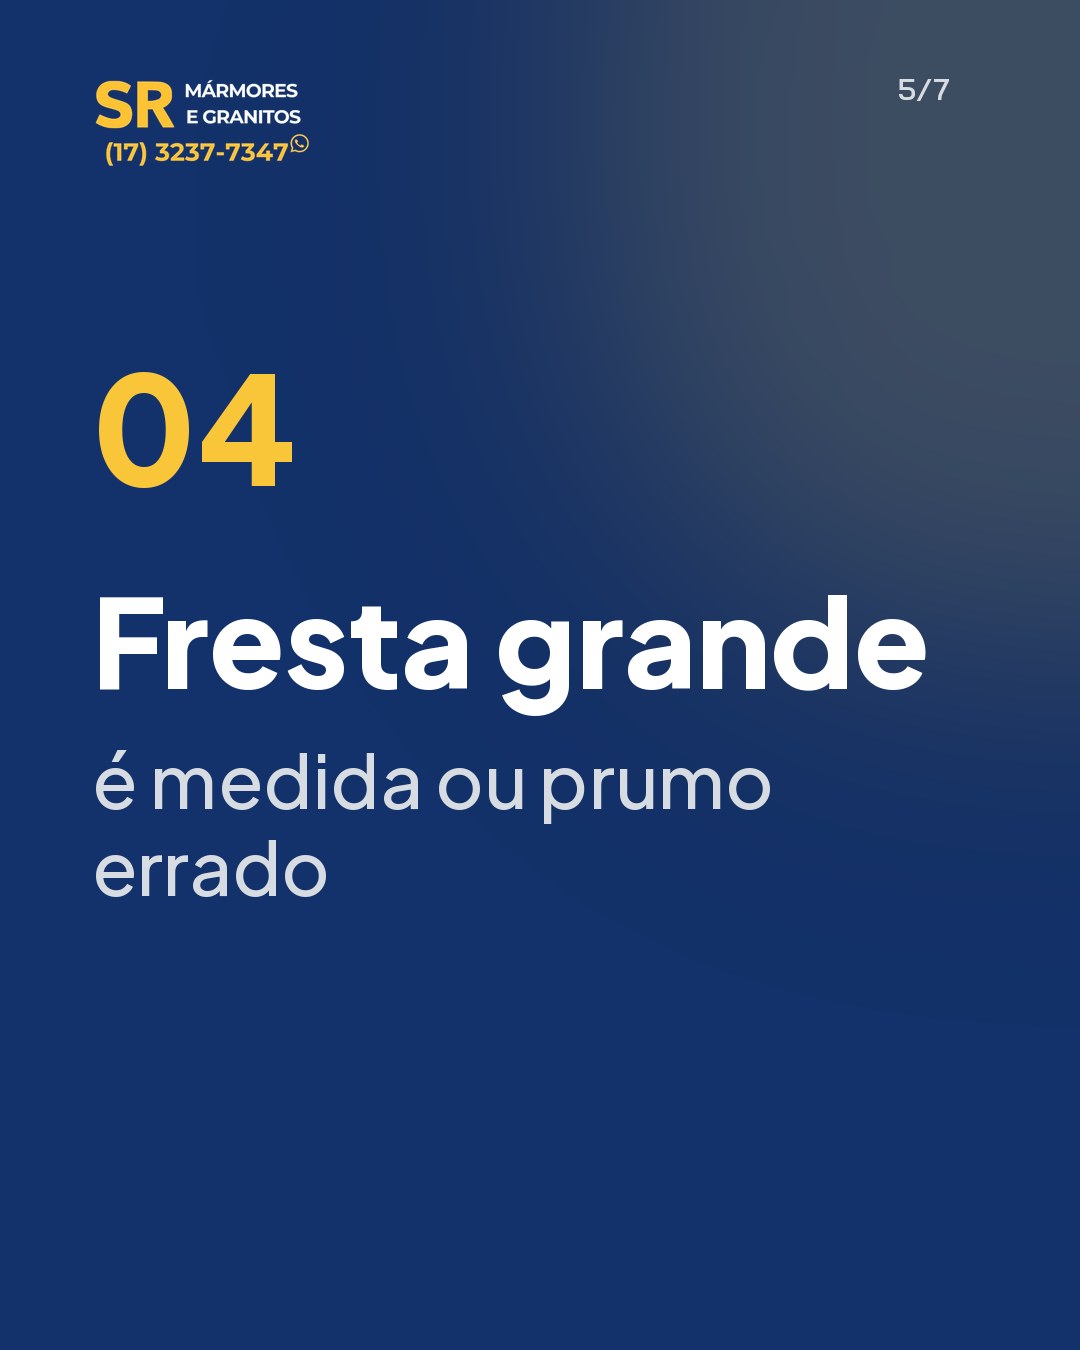 SR MÁRMORES
E GRANITOS
(17) 3237-7347
5/7
04
Fresta grande
é medida ou prumo
errado